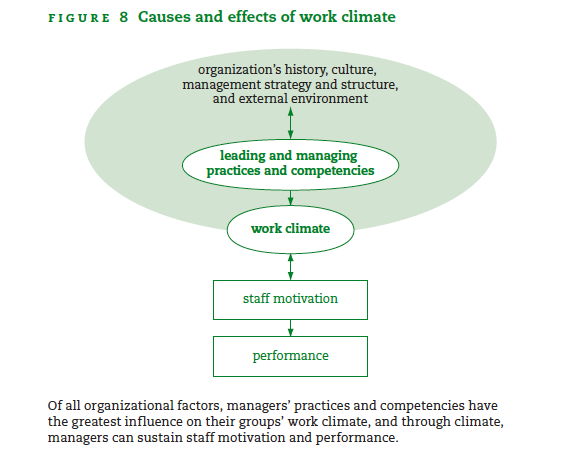 FIGURE 8 Causes and effects of work climate
organization’s history, culture,
management strategy and structure,
and external environment
leading and managing
practices and competencies
work climate
staff motivation
performance
Of all organizational factors, managers’ practices and competencies have
the greatest influence on their groups’ work climate, and through climate,
managers can sustain staff motivation and performance.